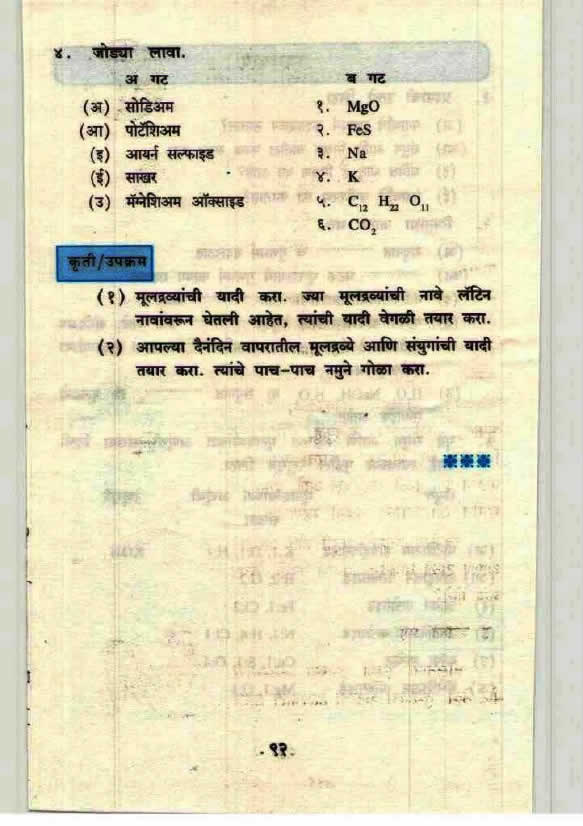 ४. जोड्या लावा.
अ गट ब गट
(अ) सोडिअम १. MgO
(आ) पोटॅशिअम २. FeS
(इ) आयर्न सल्फाइड ३. Na
(ई) साखर ४. K
(उ) मॅग्नेशिअम ऑक्साइड ५. C₁₂ H₂₂ O₁₁
६. CO₂
कृती/उपक्रम
(१) मूलद्रव्यांची यादी करा. ज्या मूलद्रव्यांची नावे लॅटिन
नावांवरून घेतली आहेत, त्यांची यादी वेगळी तयार करा.
(२) आपल्या दैनंदिन वापरातील मूलद्रव्ये आणि संयुगांची यादी
तयार करा. त्यांचे पाच-पाच नमुने गोळा करा.
९२